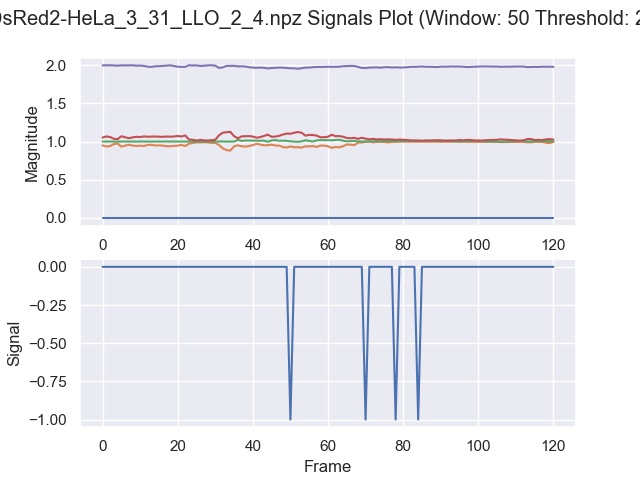 DsRed2-HeLa_3_31_LLO_2_4.npz Signals Plot (Window: 50 Threshold: 2
2.0
1.5
Magnitude
1.0
0.5
0.0
0 20 40 60 80 100 120
0.00
−0.25
Signal
−0.50
−0.75
−1.00
0 20 40 60 80 100 120
Frame